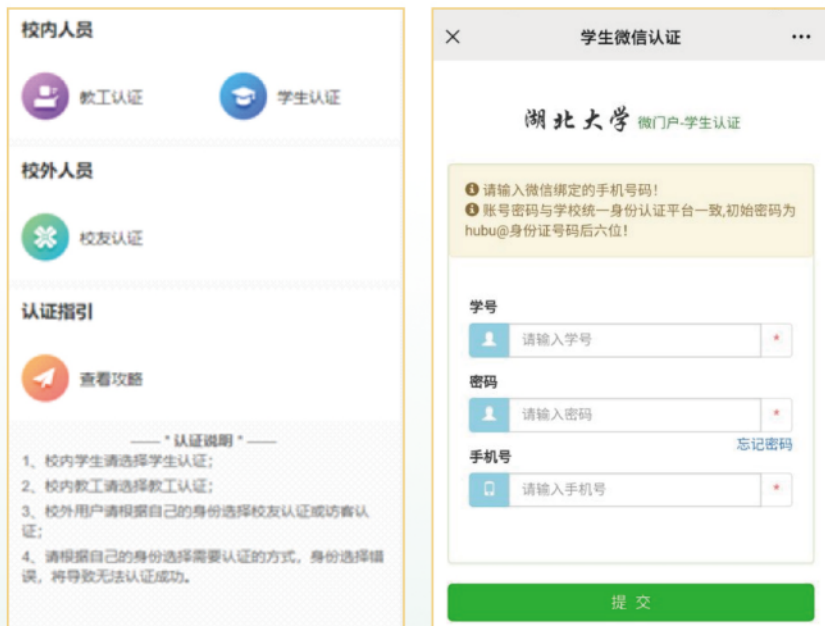 校内人员
教工认证
学生认证
校外人员
校友认证
认证指引
查看攻略
—— * 认证说明 * ——
1、校内学生请选择学生认证；
2、校内教工请选择教工认证；
3、校外用户请根据自己的身份选择校友认证或访客认
证；
4、请根据自己的身份选择需要认证的方式，身份选择错
误，将导致无法认证成功。
学生微信认证
湖北大学 微门户-学生认证
请输入微信绑定的手机号码！
账号密码与学校统一身份认证平台一致,初始密码为
hubu@身份证号码后六位！
学号
请输入学号 *
密码
请输入密码 *
忘记密码
手机号
请输入手机号 *
提 交